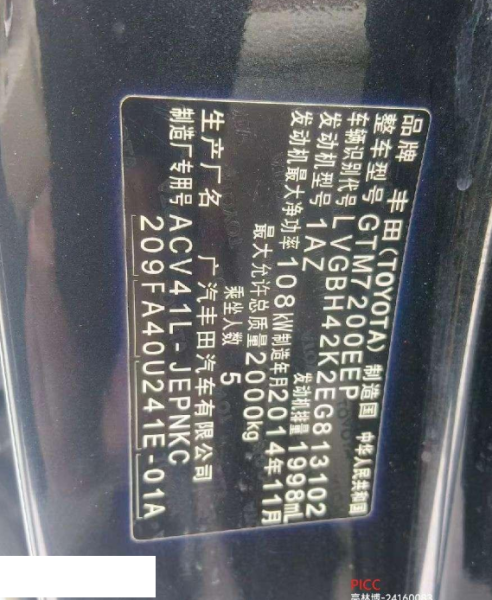 品牌 丰田(TOYOTA) 制造国 中华人民共和国
整车型号 GTM7200EEP
车辆识别代号 LVGBH42K2EG813102
发动机型号 1AZ 发动机排量 1998mL
发动机最大净功率 108kW 制造年月 2014年11月
最大允许总质量 2000kg
乘坐人数 5
生产厂名 广汽丰田汽车有限公司
制造厂专用号 ACV41L-JEPNKC
209FA40U241E-01A
PICC
高林博-24160083